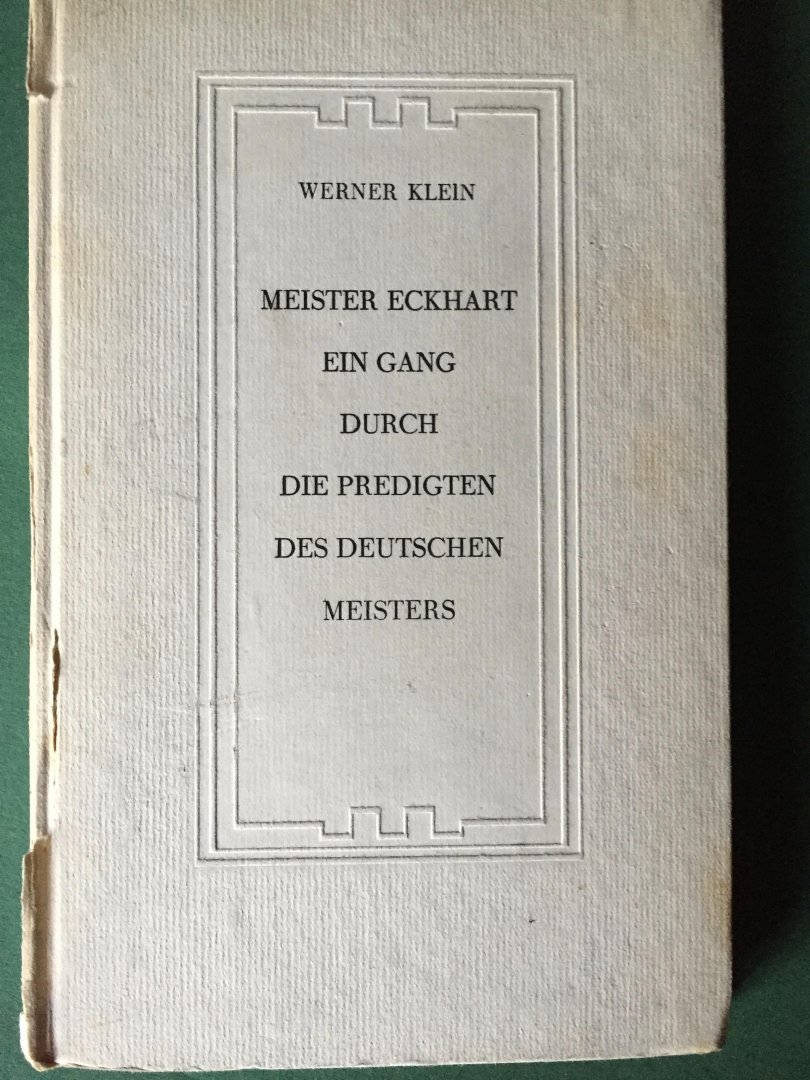 WERNER KLEIN
MEISTER ECKHART
EIN GANG
DURCH
DIE PREDIGTEN
DES DEUTSCHEN
MEISTERS